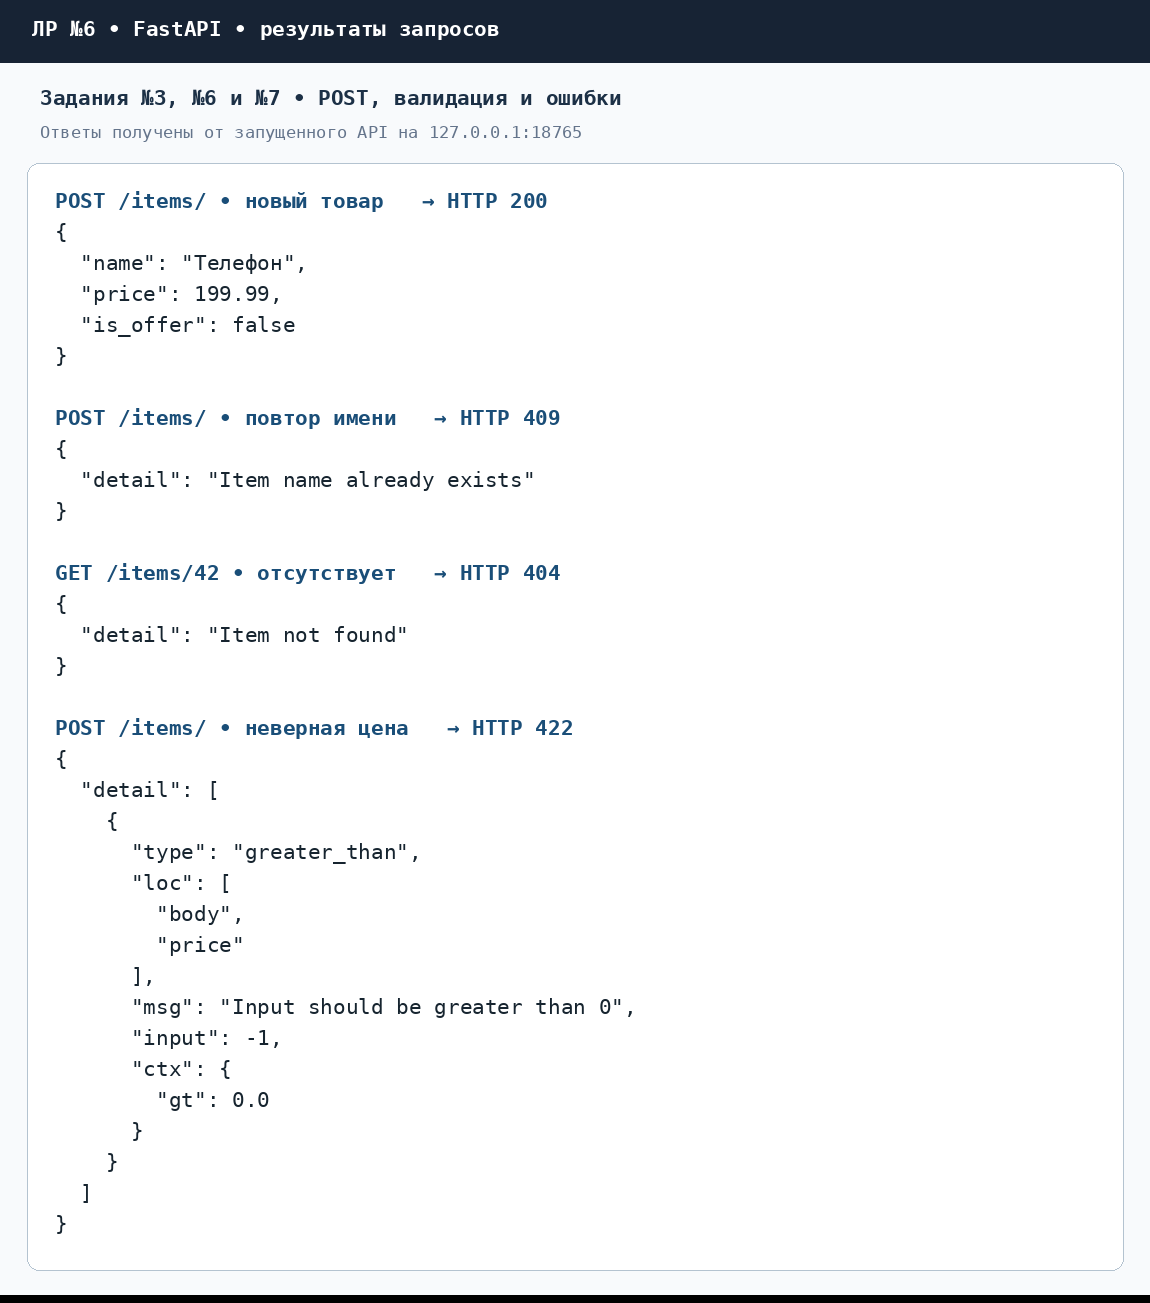 ЛР №6 • FastAPI • результаты запросов
Задания №3, №6 и №7 • POST, валидация и ошибки
Ответы получены от запущенного API на 127.0.0.1:18765
POST /items/ • новый товар   → HTTP 200
{
  "name": "Телефон",
  "price": 199.99,
  "is_offer": false
}
POST /items/ • повтор имени   → HTTP 409
{
  "detail": "Item name already exists"
}
GET /items/42 • отсутствует   → HTTP 404
{
  "detail": "Item not found"
}
POST /items/ • неверная цена   → HTTP 422
{
  "detail": [
    {
      "type": "greater_than",
      "loc": [
        "body",
        "price"
      ],
      "msg": "Input should be greater than 0",
      "input": -1,
      "ctx": {
        "gt": 0.0
      }
    }
  ]
}